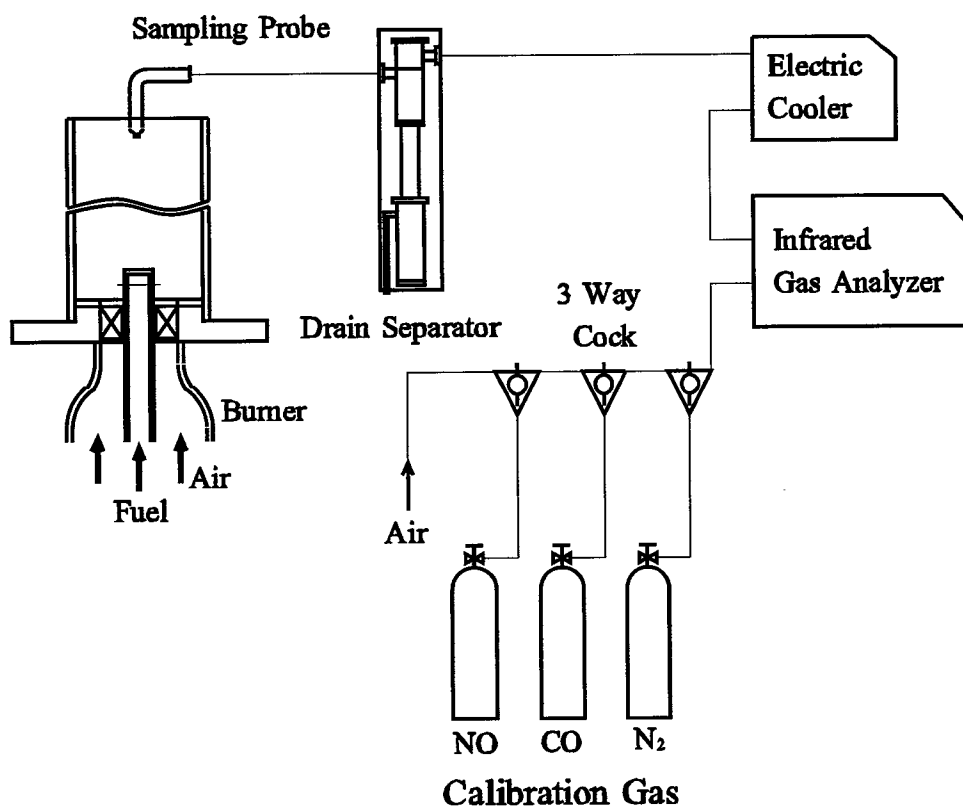 Sampling Probe
Electric
Cooler
Infrared
Gas Analyzer
3 Way
Cock
Drain Separator
Burner
Air
Fuel
Air
NO
CO
N₂
Calibration Gas